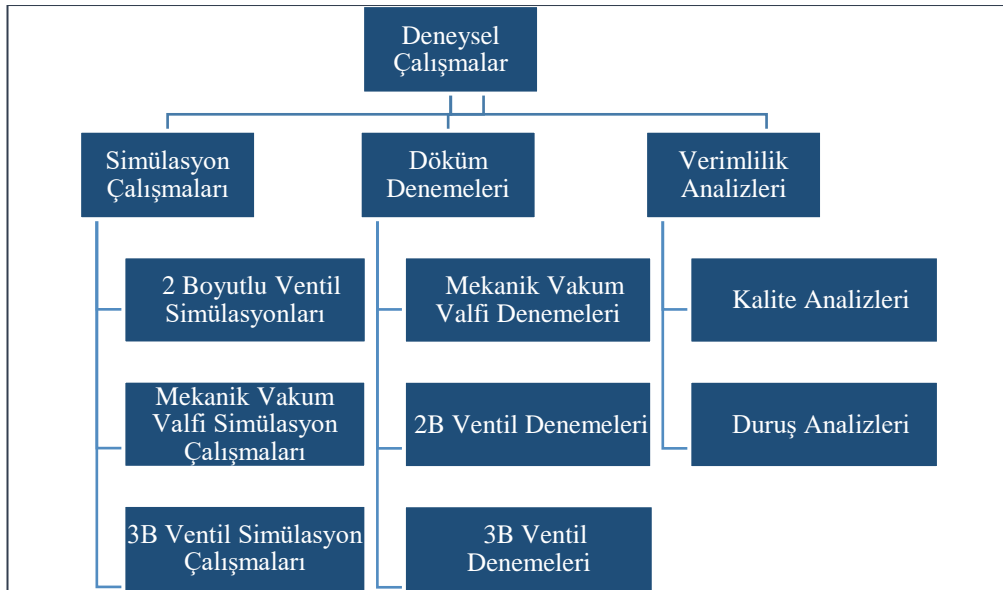 Deneysel
Çalışmalar
Simülasyon
Çalışmaları
2 Boyutlu Ventil
Simülasyonları
Mekanik Vakum
Valfi Simülasyon
Çalışmaları
3B Ventil Simülasyon
Çalışmaları
Döküm
Denemeleri
Mekanik Vakum
Valfi Denemeleri
2B Ventil Denemeleri
3B Ventil
Denemeleri
Verimlilik
Analizleri
Kalite Analizleri
Duruş Analizleri